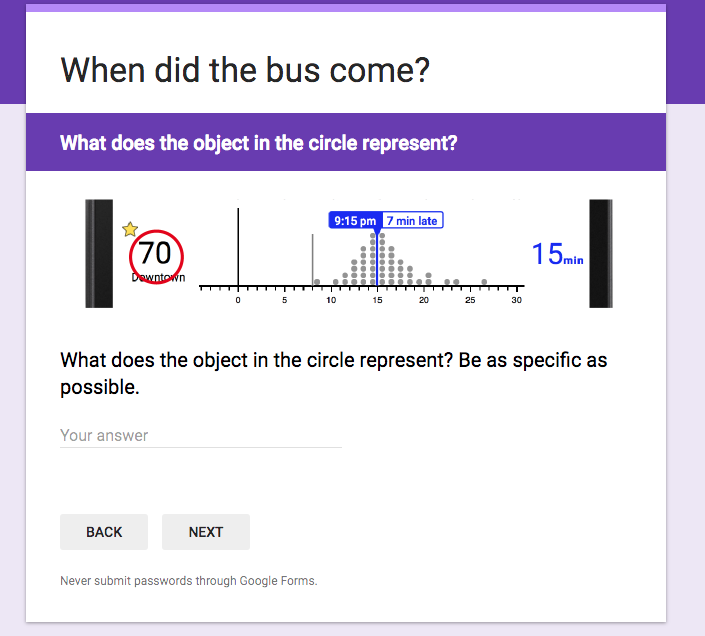 When did the bus come?
What does the object in the circle represent?
9:15 pm 7 min late
70
15min
Downtown
0 5 10 15 20 25 30
What does the object in the circle represent? Be as specific as
possible.
Your answer
BACK NEXT
Never submit passwords through Google Forms.